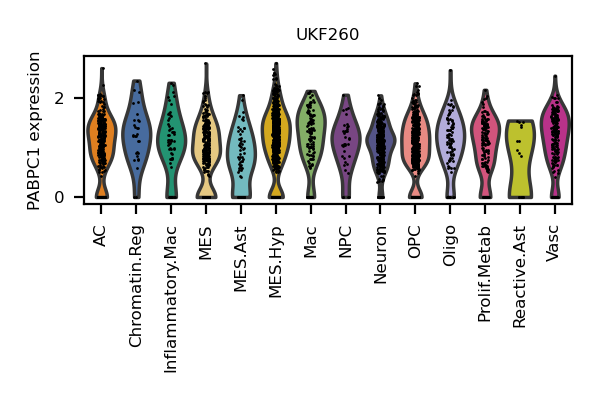 UKF260
PABPC1 expression
2
0
AC
Chromatin.Reg
Inflammatory.Mac
MES
MES.Ast
MES.Hyp
Mac
NPC
Neuron
OPC
Oligo
Prolif.Metab
Reactive.Ast
Vasc